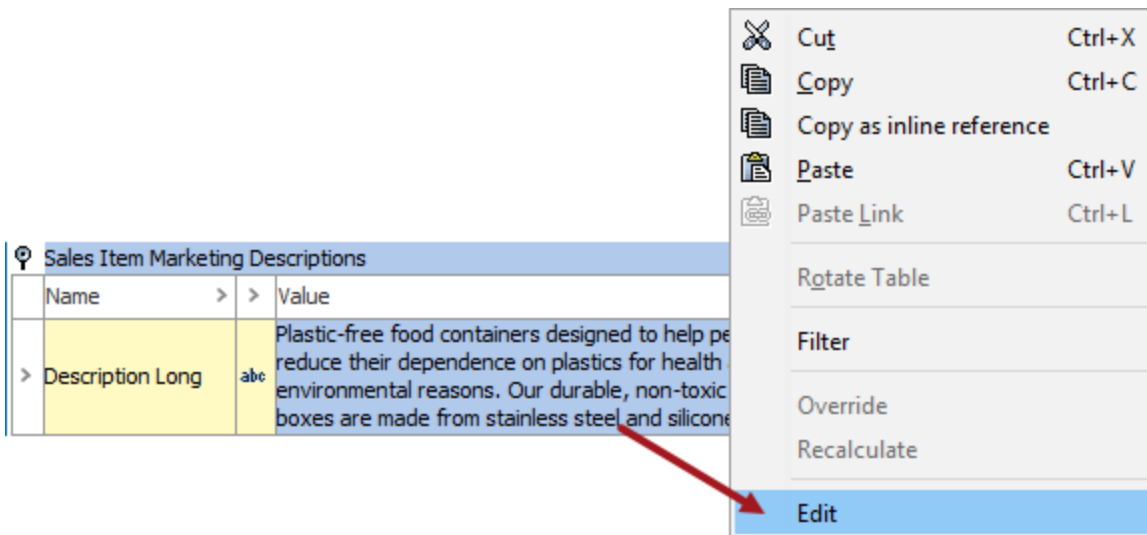 Cut Ctrl+X
Copy Ctrl+C
Copy as inline reference
Paste Ctrl+V
Paste Link Ctrl+L
Rotate Table
Filter
Override
Recalculate
Edit
Sales Item Marketing Descriptions
Name > > Value
> Description Long abc
Plastic-free food containers designed to help pe
reduce their dependence on plastics for health
environmental reasons. Our durable, non-toxic
boxes are made from stainless steel and silicone